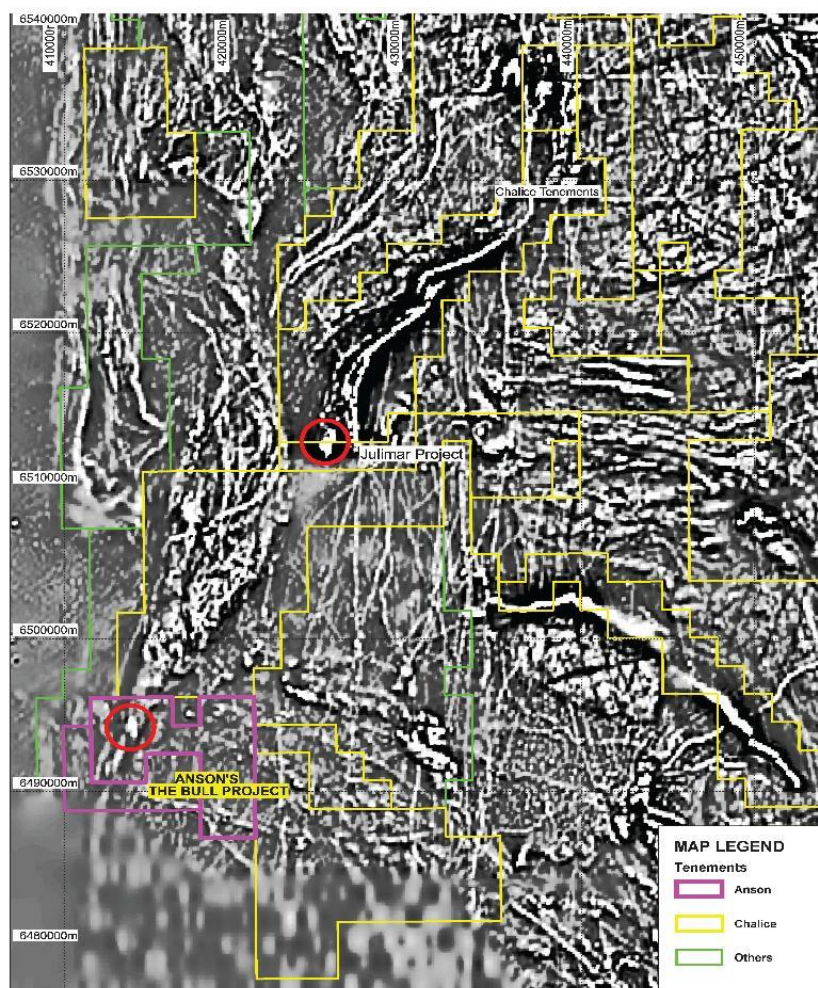 6540000m
410000m
420000m
430000m
440000m
450000m
6530000m
Chalice Tenements
6520000m
Julimar Project
6510000m
6500000m
6490000m
ANSON'S
THE BULL PROJECT
6480000m
MAP LEGEND
Tenements
Anson
Chalice
Others